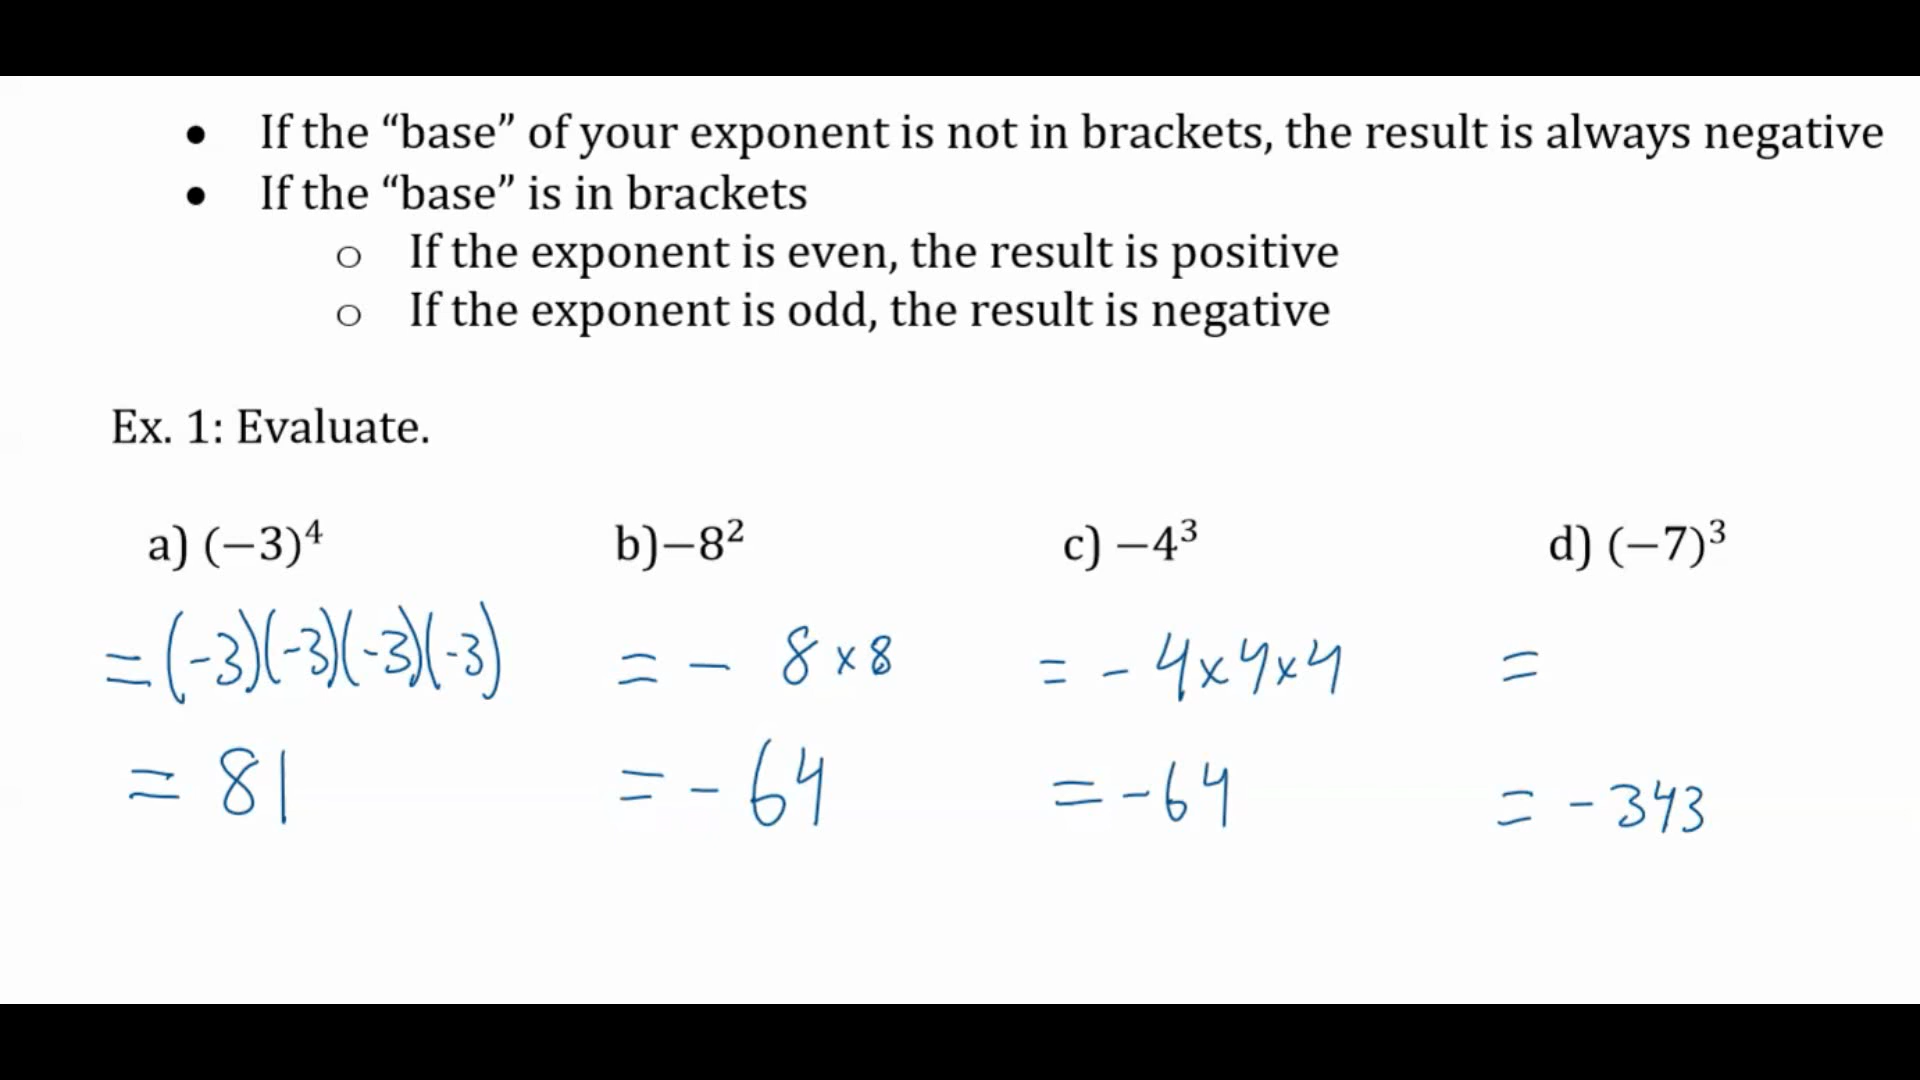 • If the “base” of your exponent is not in brackets, the result is always negative
• If the “base” is in brackets
o If the exponent is even, the result is positive
o If the exponent is odd, the result is negative
Ex. 1: Evaluate.
a) (−3)⁴ b)−8² c) −4³ d) (−7)³
= (-3)(-3)(-3)(-3) = - 8 × 8 = - 4×4×4 =
= 81 = - 64 = -64 = - 343